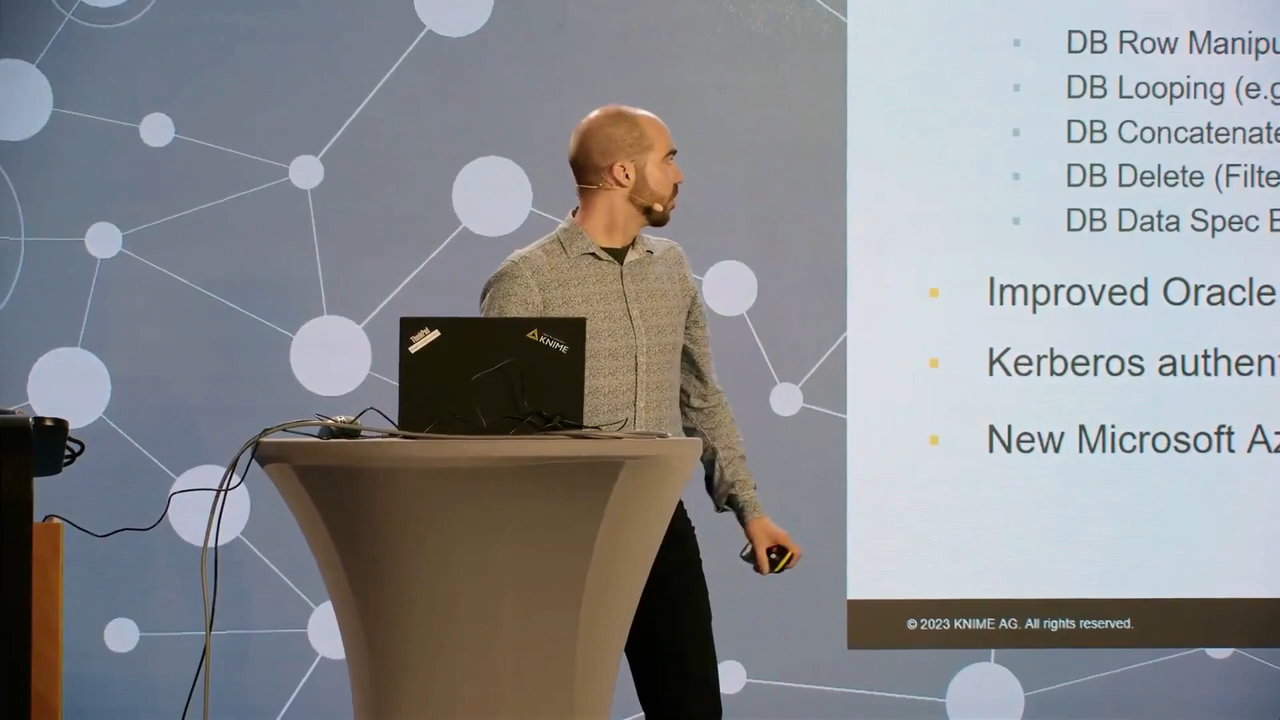 DB Row Manipu
DB Looping (e.g
DB Concatenate
DB Delete (Filte
DB Data Spec E
Improved Oracle
Kerberos authent
New Microsoft Az
© 2023 KNIME AG. All rights reserved.
ThinkPad
KNIME